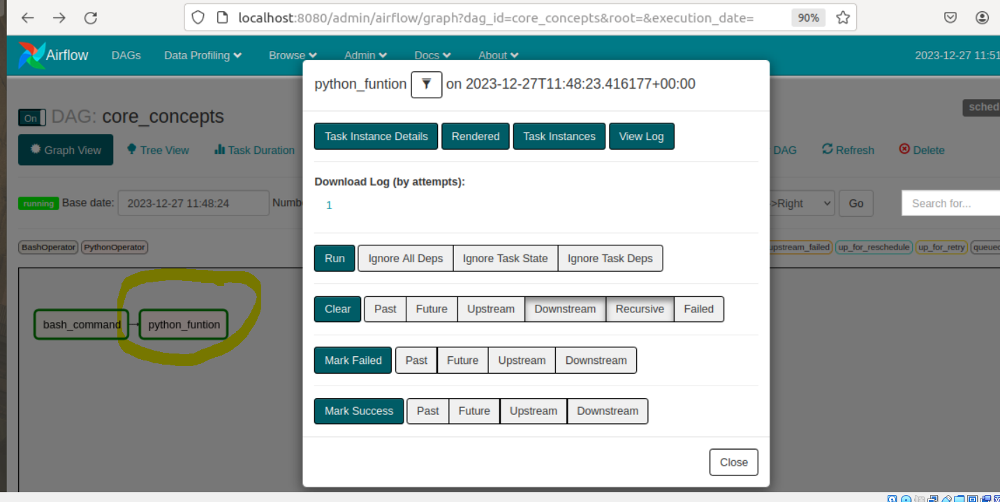 localhost:8080/admin/airflow/graph?dag_id=core_concepts&root=&execution_date=
90%
Airflow DAGs Data Profiling Browse Admin Docs About 2023-12-27 11:51
python_funtion on 2023-12-27T11:48:23.416177+00:00
On DAG: core_concepts
sched
Task Instance Details Rendered Task Instances View Log
Graph View Tree View Task Duration DAG Refresh Delete
Download Log (by attempts):
1
running Base date: 2023-12-27 11:48:24 Numb >Right Go Search for...
BashOperator PythonOperator upstream_failed up_for_reschedule up_for_retry queued
Run Ignore All Deps Ignore Task State Ignore Task Deps
Clear Past Future Upstream Downstream Recursive Failed
bash_command python_funtion
Mark Failed Past Future Upstream Downstream
Mark Success Past Future Upstream Downstream
Close